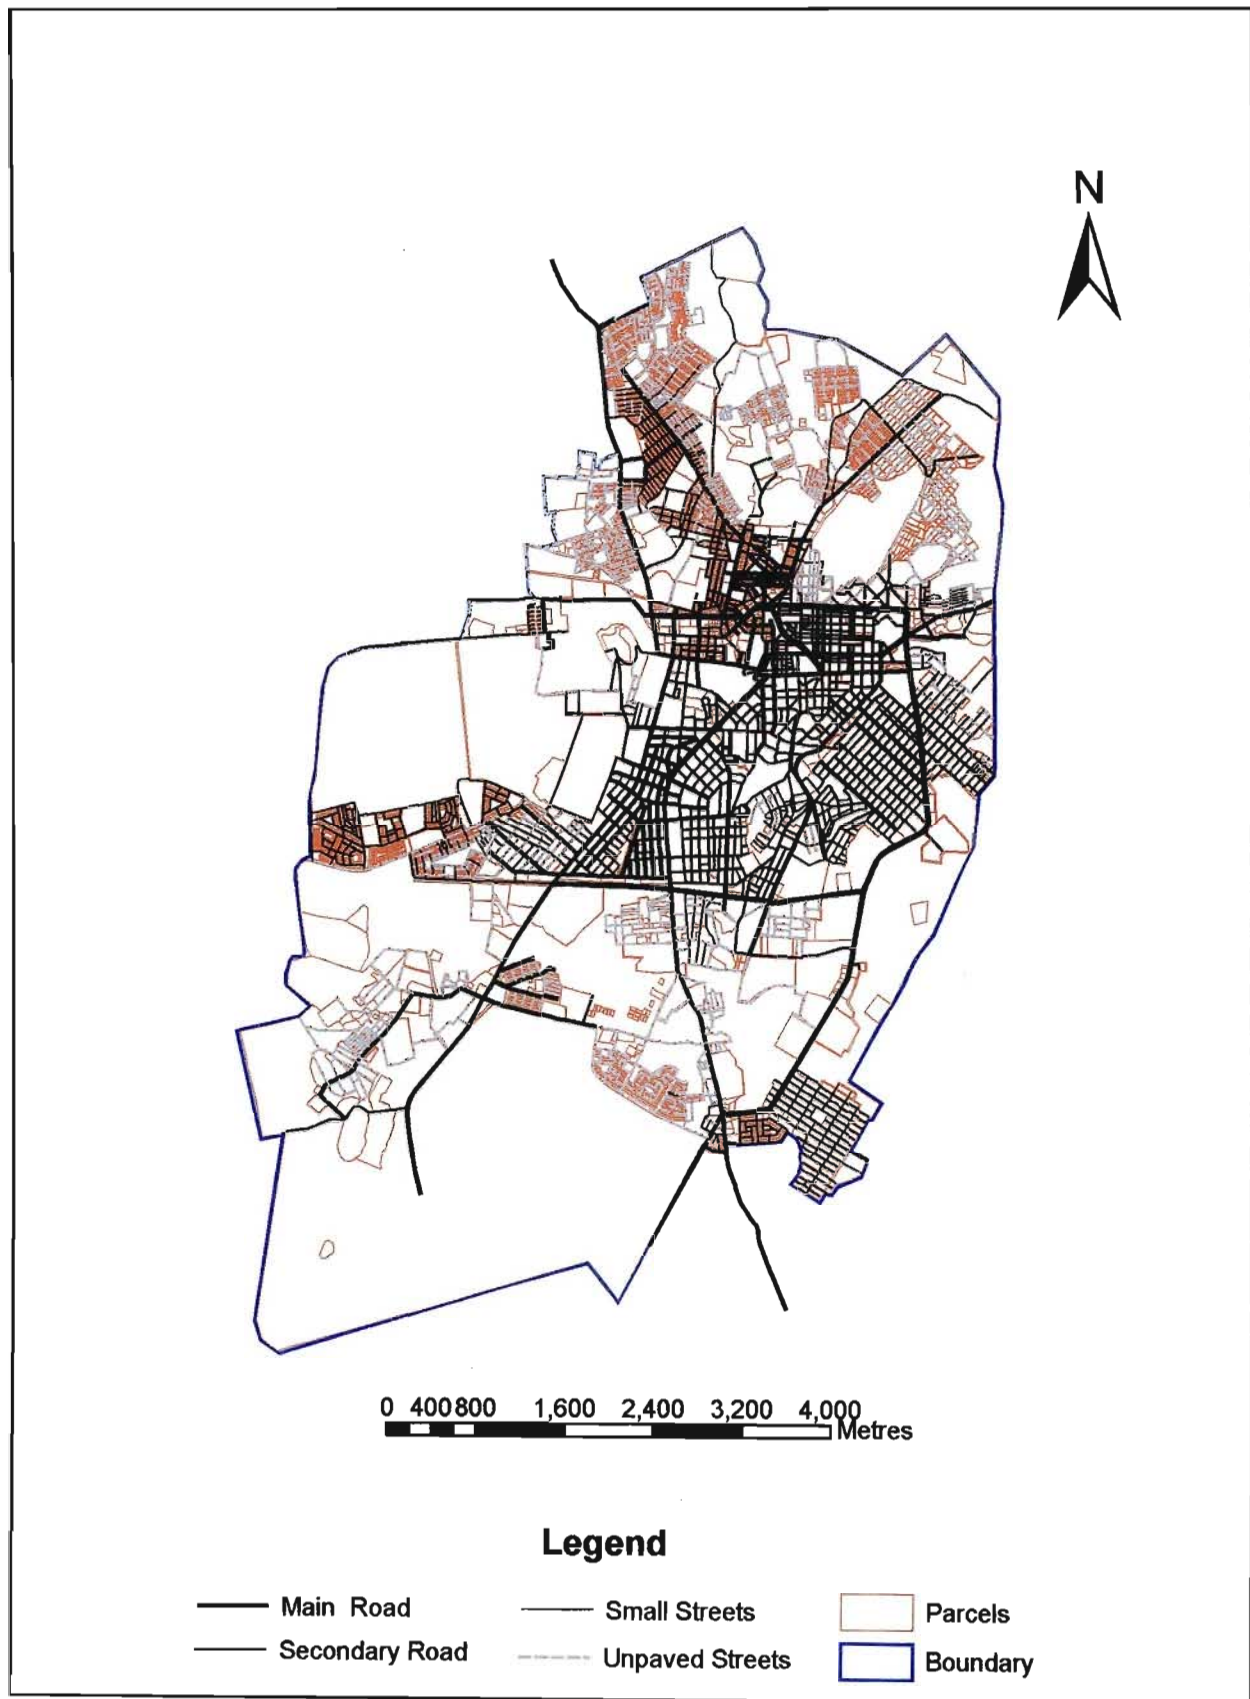 N
0 400 800 1,600 2,400 3,200 4,000
Metres
Legend
Main Road
Small Streets
Parcels
Secondary Road
Unpaved Streets
Boundary